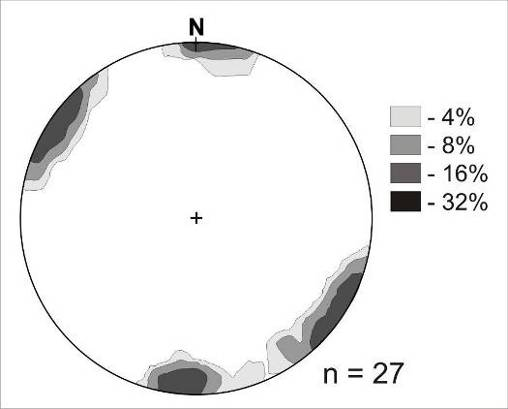 N
- 4%
- 8%
- 16%
- 32%
+
n = 27